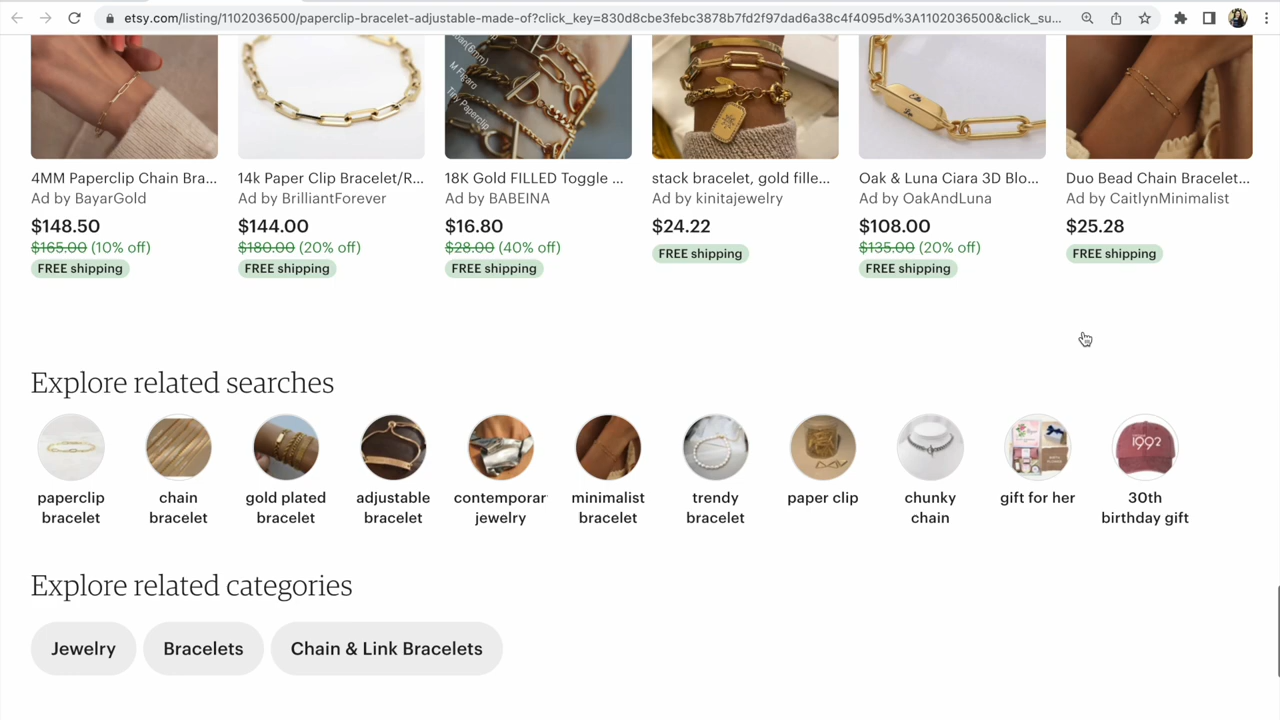 etsy.com/listing/1102036500/paperclip-bracelet-adjustable-made-of?click_key=830d8cbe3febc3878b7fd2f97dad6a38c4f4095d%3A1102036500&click_su...
M Figaro
Tiny Paperclip
4MM Paperclip Chain Bra...
Ad by BayarGold
$148.50
$165.00 (10% off)
FREE shipping
14k Paper Clip Bracelet/R...
Ad by BrilliantForever
$144.00
$180.00 (20% off)
FREE shipping
18K Gold FILLED Toggle ...
Ad by BABEINA
$16.80
$28.00 (40% off)
FREE shipping
stack bracelet, gold fille...
Ad by kinitajewelry
$24.22
FREE shipping
Oak & Luna Ciara 3D Blo...
Ad by OakAndLuna
$108.00
$135.00 (20% off)
FREE shipping
Duo Bead Chain Bracelet...
Ad by CaitlynMinimalist
$25.28
FREE shipping
Explore related searches
paperclip
bracelet
chain
bracelet
gold plated
bracelet
adjustable
bracelet
contemporar
jewelry
minimalist
bracelet
trendy
bracelet
paper clip
chunky
chain
gift for her
1992
30th
birthday gift
Explore related categories
Jewelry
Bracelets
Chain & Link Bracelets